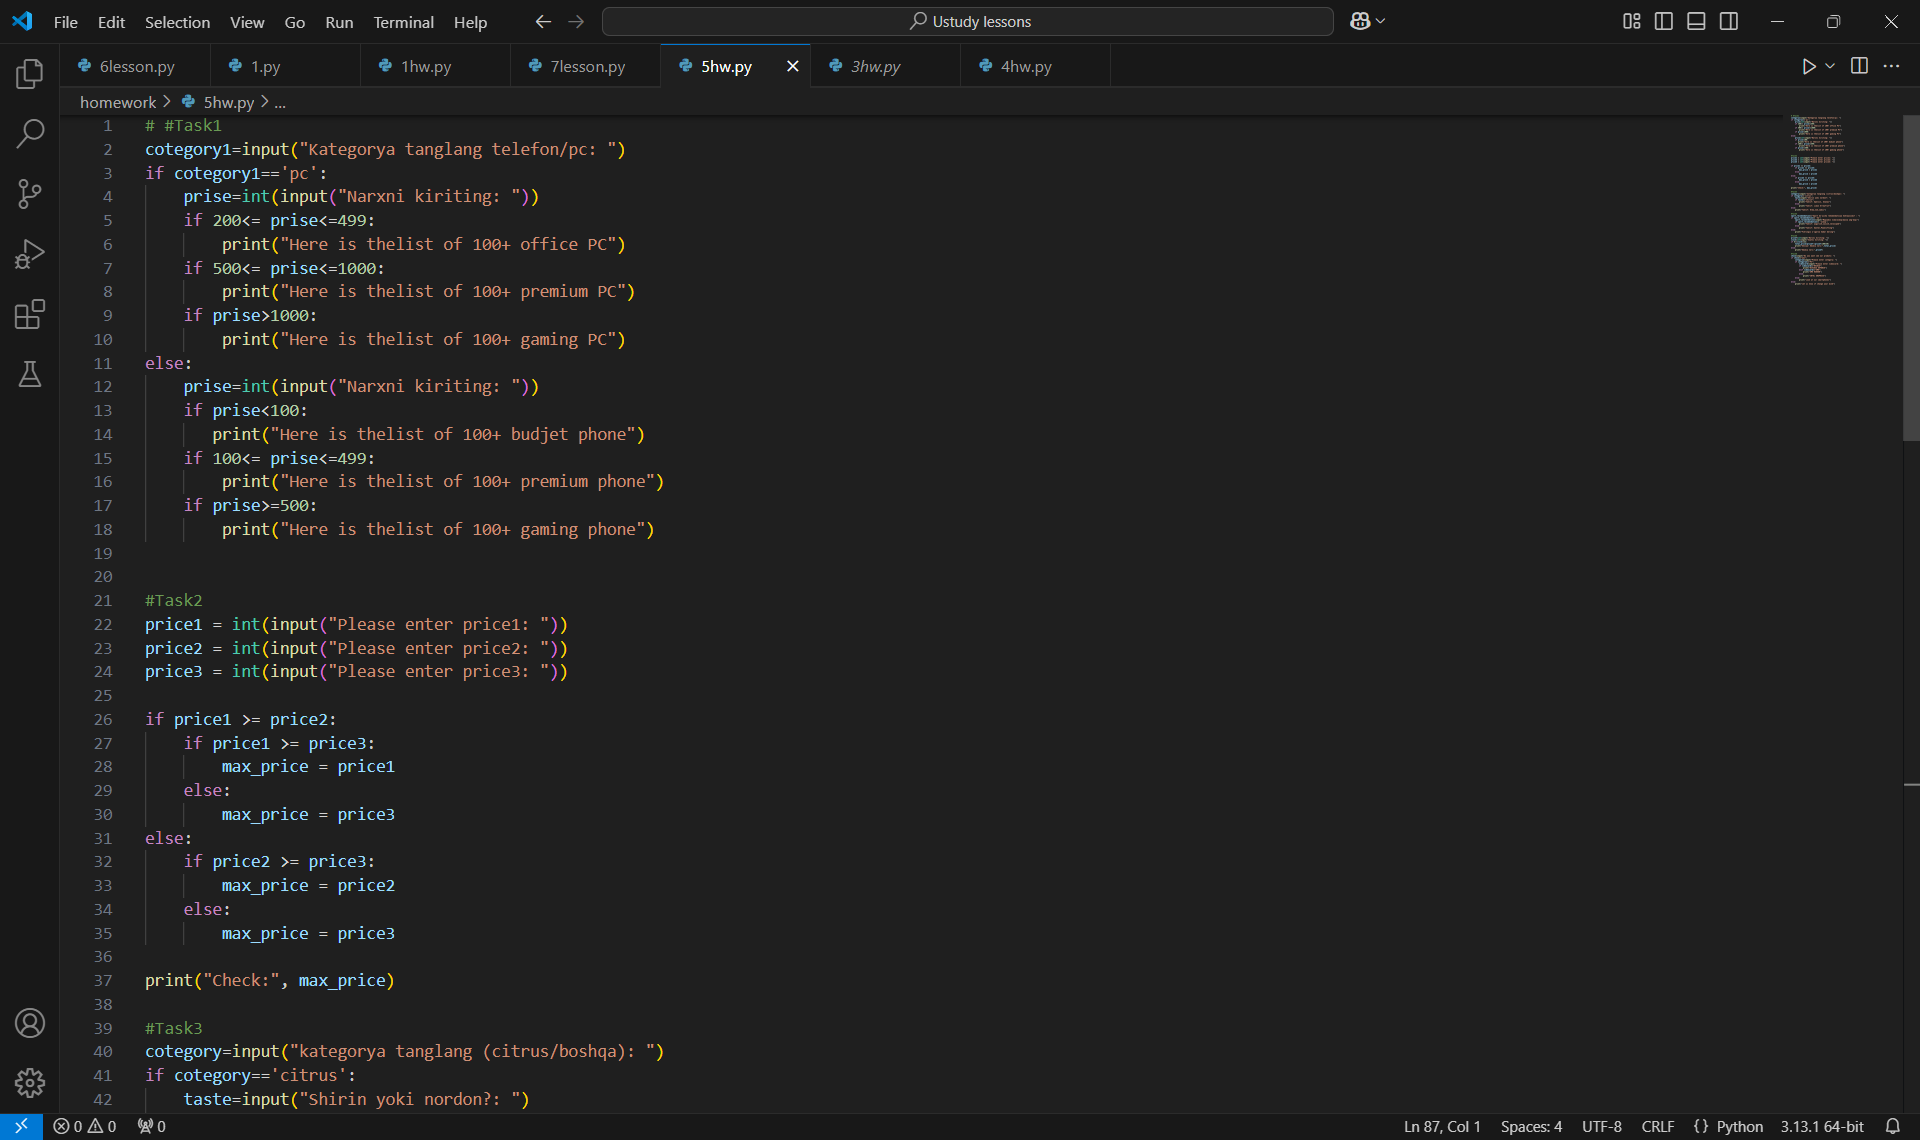 File Edit Selection View Go Run Terminal Help Ustudy lessons
6lesson.py 1.py 1hw.py 7lesson.py 5hw.py 3hw.py 4hw.py
homework > 5hw.py > ...
1 # #Task1
2 cotegory1=input("Kategorya tanglang telefon/pc: ")
3 if cotegory1=='pc':
4 prise=int(input("Narxni kiriting: "))
5 if 200<= prise<=499:
6 print("Here is thelist of 100+ office PC")
7 if 500<= prise<=1000:
8 print("Here is thelist of 100+ premium PC")
9 if prise>1000:
10 print("Here is thelist of 100+ gaming PC")
11 else:
12 prise=int(input("Narxni kiriting: "))
13 if prise<100:
14 print("Here is thelist of 100+ budjet phone")
15 if 100<= prise<=499:
16 print("Here is thelist of 100+ premium phone")
17 if prise>=500:
18 print("Here is thelist of 100+ gaming phone")
19
20
21 #Task2
22 price1 = int(input("Please enter price1: "))
23 price2 = int(input("Please enter price2: "))
24 price3 = int(input("Please enter price3: "))
25
26 if price1 >= price2:
27 if price1 >= price3:
28 max_price = price1
29 else:
30 max_price = price3
31 else:
32 if price2 >= price3:
33 max_price = price2
34 else:
35 max_price = price3
36
37 print("Check:", max_price)
38
39 #Task3
40 cotegory=input("kategorya tanglang (citrus/boshqa): ")
41 if cotegory=='citrus':
42 taste=input("Shirin yoki nordon?: ")
0 0 0 Ln 87, Col 1 Spaces: 4 UTF-8 CRLF {} Python 3.13.1 64-bit